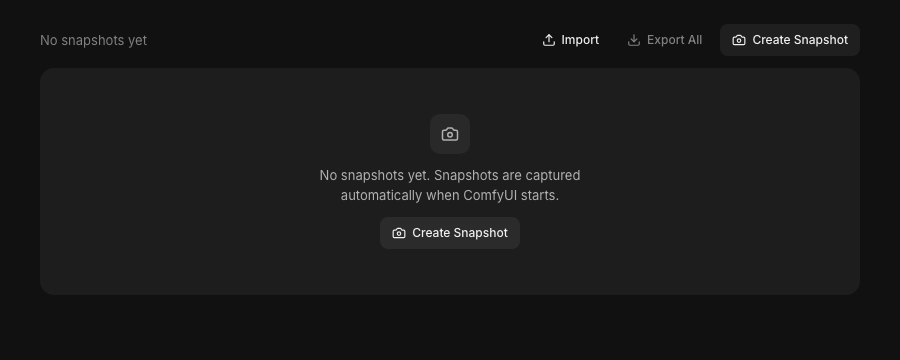 No snapshots yet
Import
Export All
Create Snapshot
No snapshots yet. Snapshots are captured
automatically when ComfyUI starts.
Create Snapshot